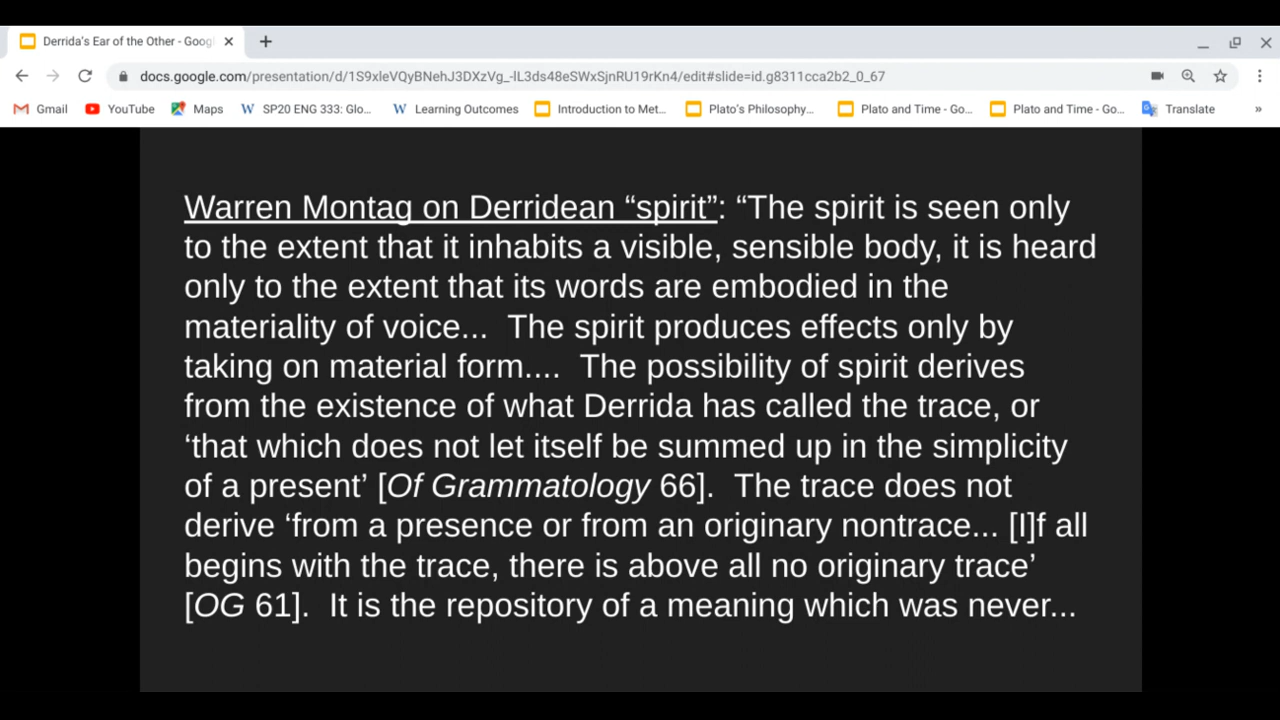 Derrida's Ear of the Other - Goog
docs.google.com/presentation/d/1S9xleVQyBNehJ3DXzVg_-lL3ds48eSWxSjnRU19rKn4/edit#slide=id.g8311cca2b2_0_67
Gmail YouTube Maps SP20 ENG 333: Glo... Learning Outcomes Introduction to Met... Plato's Philosophy... Plato and Time - Go... Plato and Time - Go... Translate »
Warren Montag on Derridean “spirit”: “The spirit is seen only
to the extent that it inhabits a visible, sensible body, it is heard
only to the extent that its words are embodied in the
materiality of voice... The spirit produces effects only by
taking on material form.... The possibility of spirit derives
from the existence of what Derrida has called the trace, or
‘that which does not let itself be summed up in the simplicity
of a present’ [Of Grammatology 66]. The trace does not
derive ‘from a presence or from an originary nontrace... [I]f all
begins with the trace, there is above all no originary trace’
[OG 61]. It is the repository of a meaning which was never...